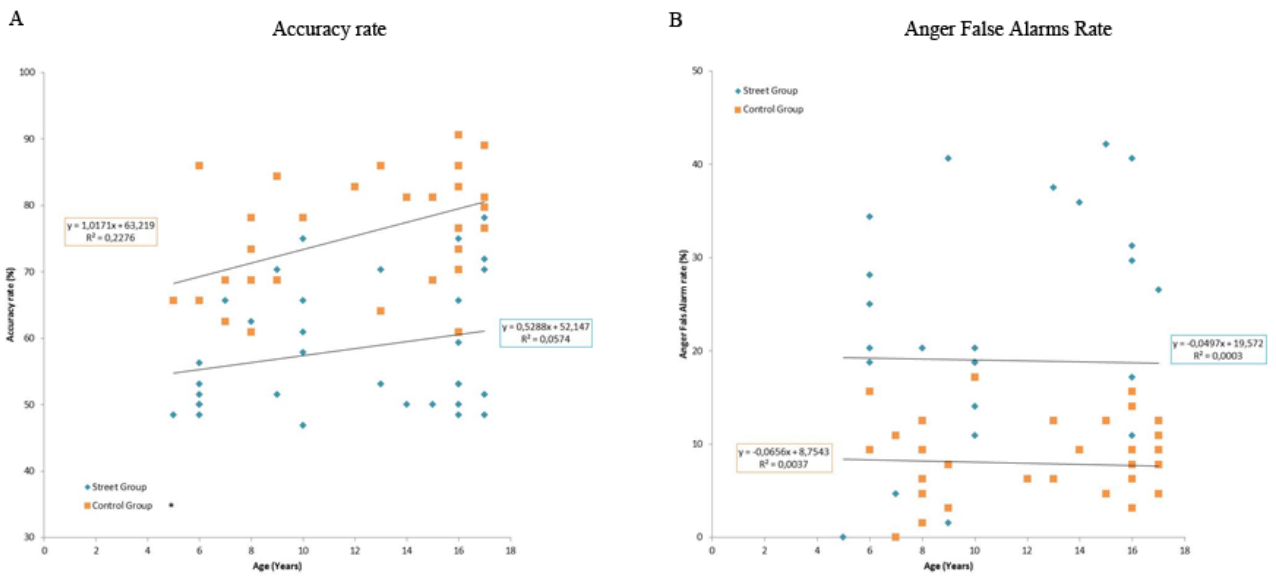 A
Accuracy rate
100
90
80
70
60
50
40
30
Accuracy rate (%)
y = 1,0171x + 63,219
R² = 0,2276
y = 0,5288x + 52,147
R² = 0,0574
Street Group
Control Group *
0 2 4 6 8 10 12 14 16 18
Age (Years)
B
Anger False Alarms Rate
50
40
30
20
10
0
Anger Fals Alarm rate (%)
Street Group
Control Group
y = -0,0497x + 19,572
R² = 0,0003
y = -0,0656x + 8,7543
R² = 0,0037
0 2 4 6 8 10 12 14 16 18
Age (Years)